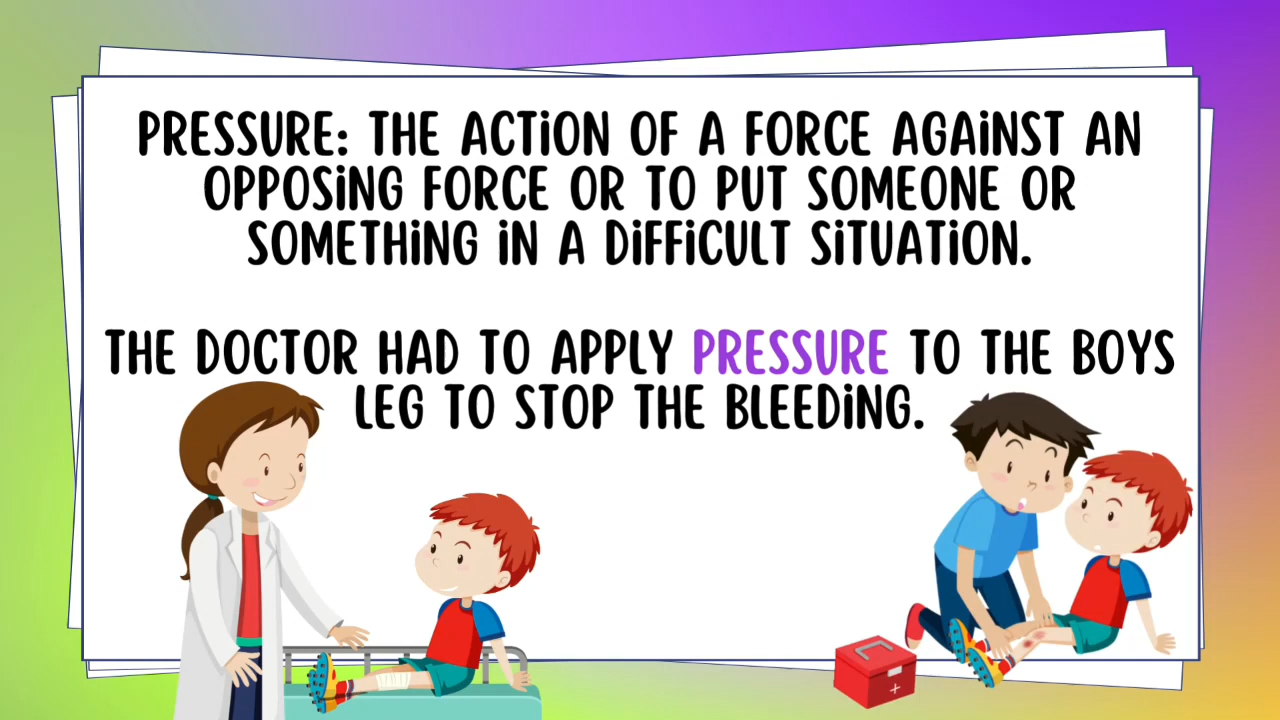 PRESSURE: THE ACTION OF A FORCE AGAINST AN
OPPOSING FORCE OR TO PUT SOMEONE OR
SOMETHING IN A DIFFICULT SITUATION.
THE DOCTOR HAD TO APPLY PRESSURE TO THE BOYS
LEG TO STOP THE BLEEDING.